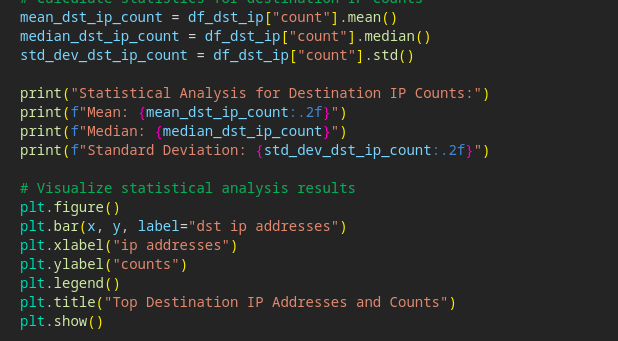 # Calculate statistics for destination IP counts
mean_dst_ip_count = df_dst_ip["count"].mean()
median_dst_ip_count = df_dst_ip["count"].median()
std_dev_dst_ip_count = df_dst_ip["count"].std()
print("Statistical Analysis for Destination IP Counts:")
print(f"Mean: {mean_dst_ip_count:.2f}")
print(f"Median: {median_dst_ip_count}")
print(f"Standard Deviation: {std_dev_dst_ip_count:.2f}")
# Visualize statistical analysis results
plt.figure()
plt.bar(x, y, label="dst ip addresses")
plt.xlabel("ip addresses")
plt.ylabel("counts")
plt.legend()
plt.title("Top Destination IP Addresses and Counts")
plt.show()